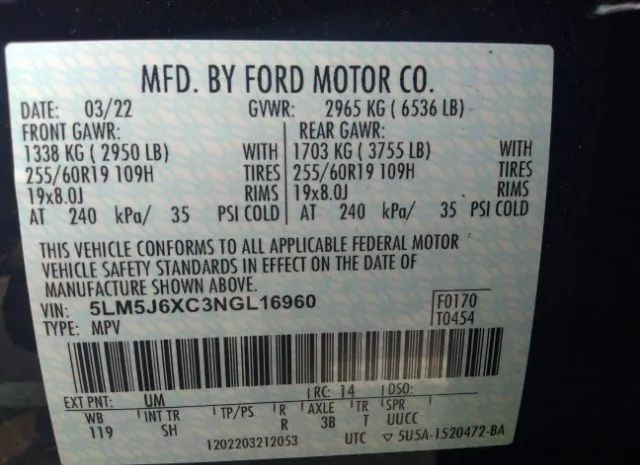 MFD. BY FORD MOTOR CO.
DATE: 03/22 GVWR: 2965 KG ( 6536 LB)
FRONT GAWR: REAR GAWR:
1338 KG ( 2950 LB) WITH 1703 KG ( 3755 LB) WITH
255/60R19 109H TIRES 255/60R19 109H TIRES
19x8.0J RIMS 19x8.0J RIMS
AT 240 kPa/ 35 PSI COLD AT 240 kPa/ 35 PSI COLD
THIS VEHICLE CONFORMS TO ALL APPLICABLE FEDERAL MOTOR
VEHICLE SAFETY STANDARDS IN EFFECT ON THE DATE OF
MANUFACTURE SHOWN ABOVE.
VIN: 5LM5J6XC3NGL16960 F0170
TYPE: MPV T0454
EXT PNT: UM RC: 14 DSO:
WB INT TR TP/PS R AXLE TR SPR
119 SH R 3B T UUCC
1202203212053 UTC ▽ 5U5A-1520472-BA